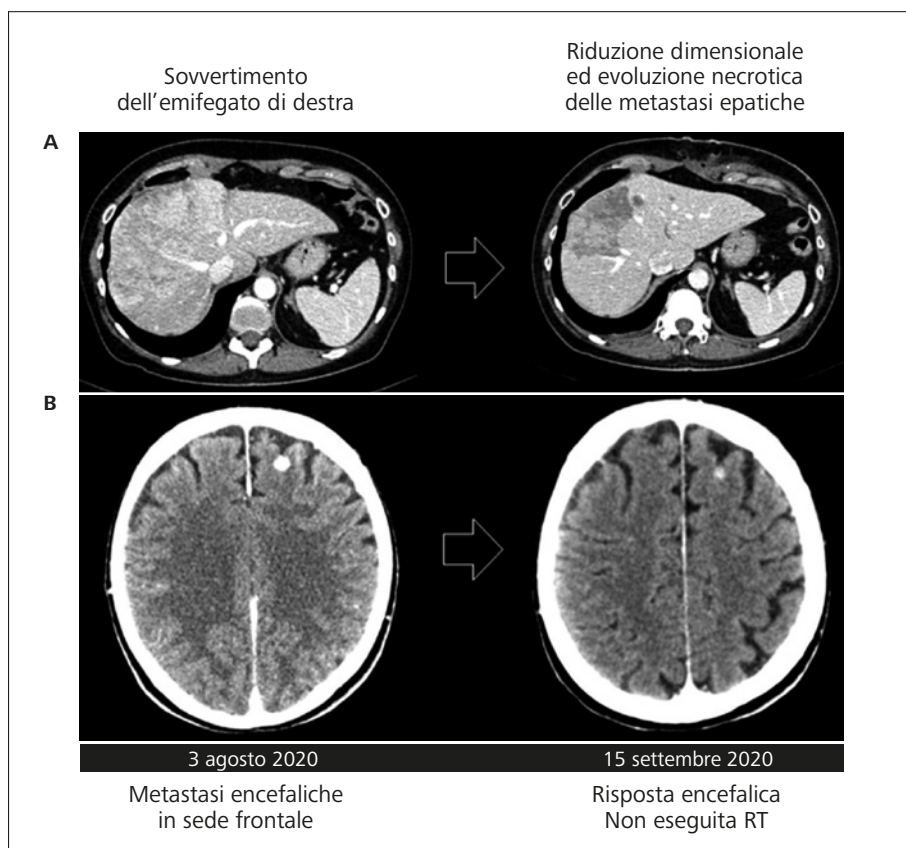 Sovvertimento
dell'emifegato di destra
Riduzione dimensionale
ed evoluzione necrotica
delle metastasi epatiche
A
B
3 agosto 2020
15 settembre 2020
Metastasi encefaliche
in sede frontale
Risposta encefalica
Non eseguita RT